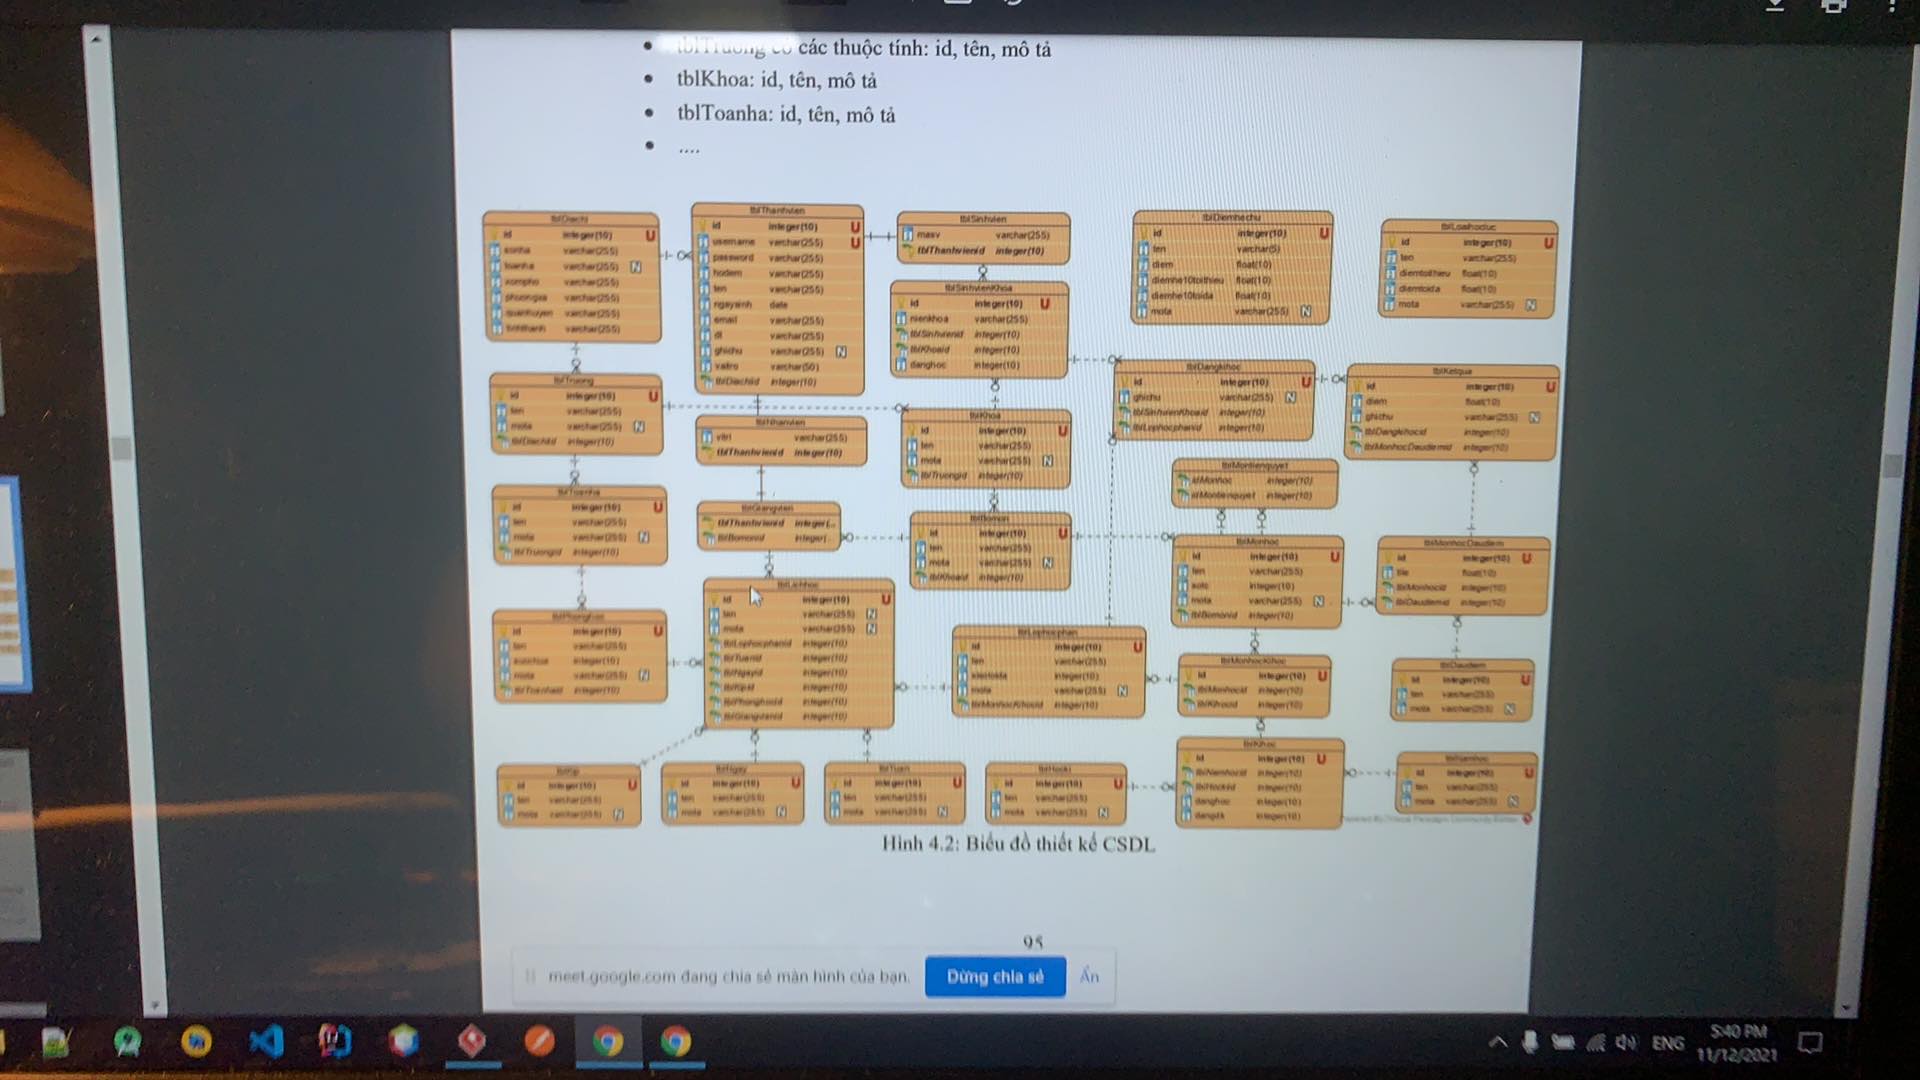 có các thuộc tính: id, tên, mô tả
tblKhoa: id, tên, mô tả
tblToanha: id, tên, mô tả
....
tblDiachi
id integer(10) U
sonha varchar(255)
toanha varchar(255) N
xompho varchar(255)
phuongxa varchar(255)
quanhuyen varchar(255)
tinhthanh varchar(255)
tblThanhvien
id integer(10) U
username varchar(255) U
password varchar(255)
hodem varchar(255)
ten varchar(255)
ngaysinh date
email varchar(255)
dt varchar(255)
ghichu varchar(255) N
vaitro varchar(50)
tblDiachiid integer(10)
tblSinhvien
masv varchar(255)
tblThanhvienid integer(10)
tblDiemhechu
id integer(10) U
ten varchar(5)
diem float(10)
diemhe10toithieu float(10)
diemhe10toida float(10)
mota varchar(255) N
tblLoaihocluc
id integer(10) U
ten varchar(255)
diemtoithieu float(10)
diemtoida float(10)
mota varchar(255) N
tblSinhvienKhoa
id integer(10) U
nienkhoa varchar(255)
tblSinhvienid integer(10)
tblKhoaid integer(10)
danghoc integer(10)
tblTruong
id integer(10) U
ten varchar(255)
mota varchar(255) N
tblDiachiid integer(10)
tblNhanvien
vitri varchar(255)
tblThanhvienid integer(10)
tblKhoa
id integer(10) U
ten varchar(255)
mota varchar(255) N
tblTruongid integer(10)
tblDangkihoc
id integer(10) U
ghichu varchar(255) N
tblSinhvienKhoaid integer(10)
tblLophocphanid integer(10)
tblKetqua
id integer(10) U
diem float(10)
ghichu varchar(255) N
tblDangkihocid integer(10)
tblMonhocDaudiemid integer(10)
tblToanha
id integer(10) U
ten varchar(255)
mota varchar(255) N
tblTruongid integer(10)
tblGiangvien
tblThanhvienid integer(...
tblBomonid integer(...
tblBomon
id integer(10) U
ten varchar(255)
mota varchar(255) N
tblKhoaid integer(10)
tblMontienquyet
idMonhoc integer(10)
idMontienquyet integer(10)
tblMonhoc
id integer(10) U
ten varchar(255)
sotc integer(10)
mota varchar(255) N
tblBomonid integer(10)
tblMonhocDaudiem
id integer(10) U
tile float(10)
tblMonhocid integer(10)
tblDaudiemid integer(10)
tblPhonghoc
id integer(10) U
ten varchar(255)
succhua integer(10)
mota varchar(255) N
tblToanhaid integer(10)
tblLichhoc
id integer(10) U
ten varchar(255) N
mota varchar(255) N
tblLophocphanid integer(10)
tblTuanid integer(10)
tblNgayid integer(10)
tblKipid integer(10)
tblPhonghocid integer(10)
tblGiangvienid integer(10)
tblLophocphan
id integer(10) U
ten varchar(255)
integer(10)
mota varchar(255) N
tblMonhocKihocid integer(10)
tblMonhocKihoc
id integer(10) U
tblMonhocid integer(10)
tblKihocid integer(10)
tblDaudiem
id integer(10) U
ten varchar(255)
mota varchar(255) N
tblKip
id integer(10) U
ten varchar(255)
mota varchar(255) N
tblNgay
id integer(10) U
ten varchar(255)
mota varchar(255) N
tblTuan
id integer(10) U
ten varchar(255)
mota varchar(255) N
tblHocki
id integer(10) U
ten varchar(255)
mota varchar(255) N
tblKihoc
id integer(10) U
tblNamhocid integer(10)
tblHockiid integer(10)
danghoc integer(10)
dangdk integer(10)
tblNamhoc
id integer(10) U
ten varchar(255)
mota varchar(255) N
Hình 4.2: Biểu đồ thiết kế CSDL
95
meet.google.com đang chia sẻ màn hình của bạn. Dừng chia sẻ Ẩn
ENG 5:40 PM
11/12/2021